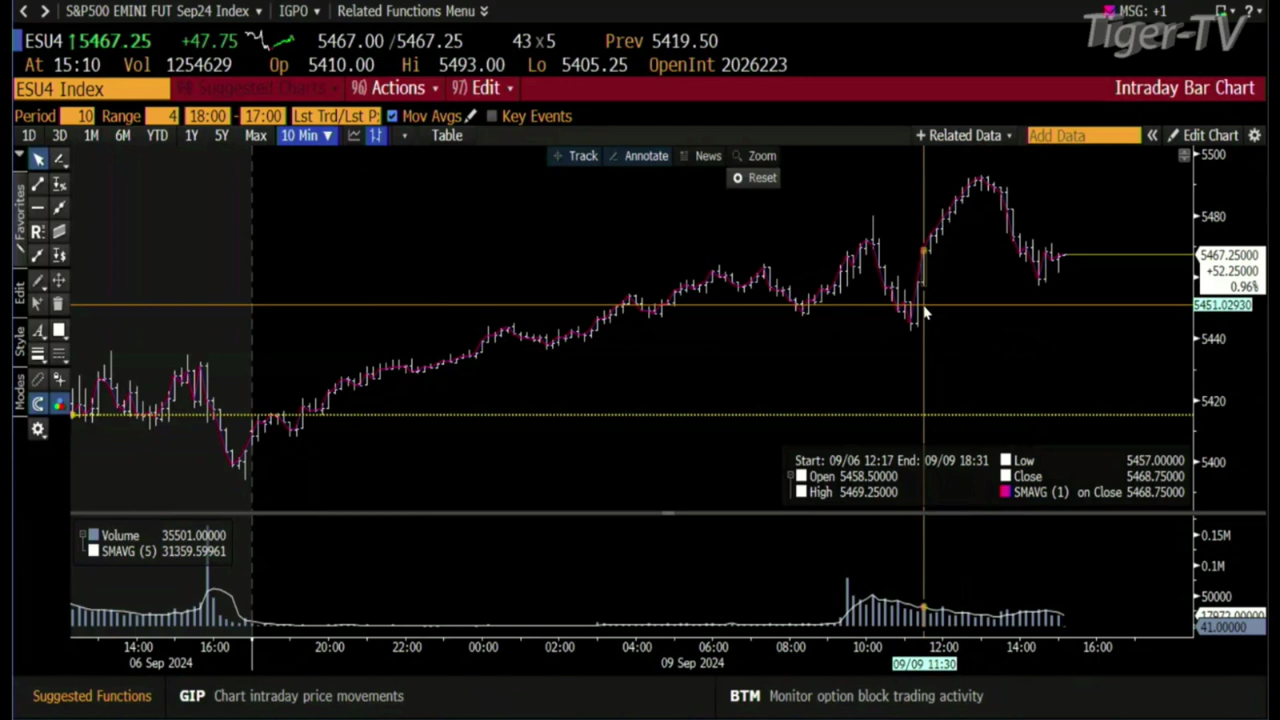 S&P500 EMINI FUT Sep24 Index ▾ IGPO ▾ Related Functions Menu MSG: +1 ?
Tiger-TV
ESU4 ↑5467.25 +47.75 5467.00 /5467.25 43 x 5 Prev 5419.50
At 15:10 Vol 1254629 Op 5410.00 Hi 5493.00 Lo 5405.25 OpenInt 2026223
ESU4 Index 94) Suggested Charts 96) Actions 97) Edit Intraday Bar Chart
Period 10 Range 4 18:00 - 17:00 Lst Trd/Lst P Mov Avgs Key Events
1D 3D 1M 6M YTD 1Y 5Y Max 10 Min ▼ Table + Related Data Add Data « Edit Chart
Track Annotate News Zoom
Reset
Favorites
Edit
Style
Modes
5500
5480
5467.25000
+52.25000
0.96%
5451.02930
5440
5420
5400
Start: 09/06 12:17 End: 09/09 18:31 Low 5457.00000
Open 5458.50000 Close 5468.75000
High 5469.25000 SMAVG (1) on Close 5468.75000
Volume 35501.00000
SMAVG (5) 31359.59961
0.15M
0.1M
50000
17972.00000
41.00000
14:00 16:00 20:00 22:00 00:00 02:00 04:00 06:00 08:00 10:00 12:00 14:00 16:00
06 Sep 2024 09 Sep 2024 09/09 11:30
Suggested Functions GIP Chart intraday price movements BTM Monitor option block trading activity